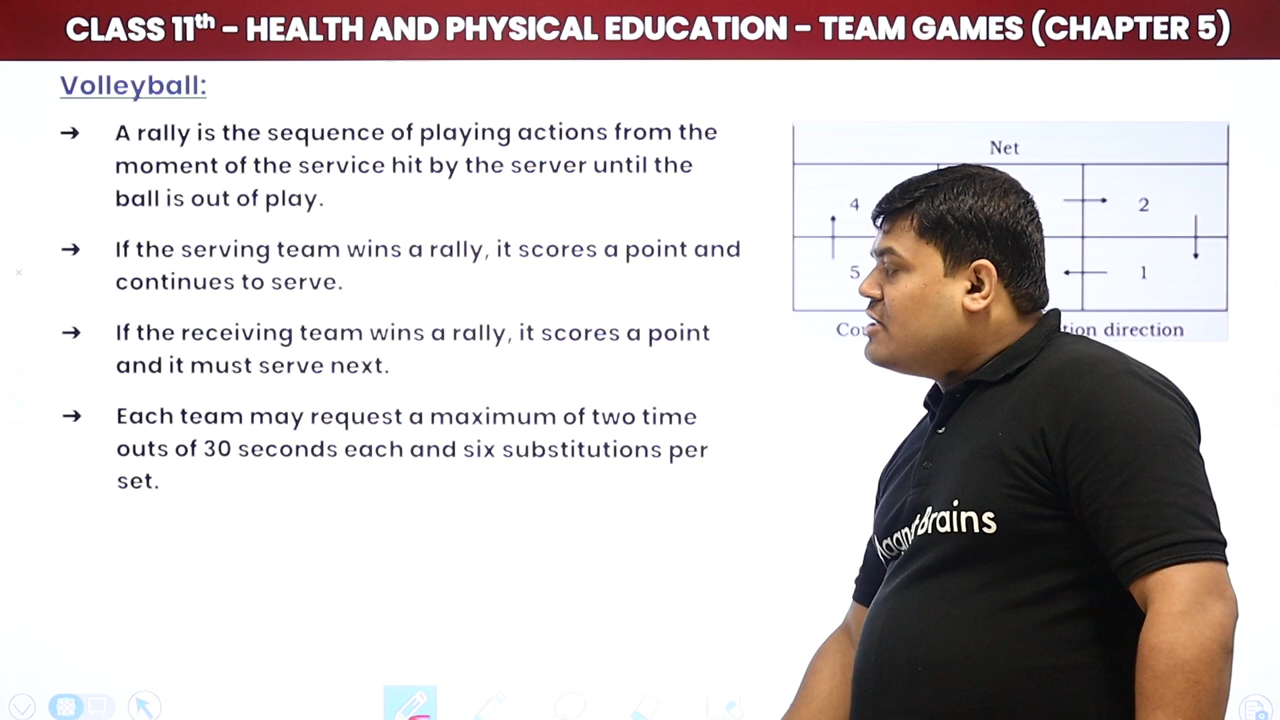 CLASS 11th - HEALTH AND PHYSICAL EDUCATION - TEAM GAMES (CHAPTER 5)
Volleyball:
→ A rally is the sequence of playing actions from the
moment of the service hit by the server until the
ball is out of play.
→ If the serving team wins a rally, it scores a point and
continues to serve.
→ If the receiving team wins a rally, it scores a point
and it must serve next.
→ Each team may request a maximum of two time
outs of 30 seconds each and six substitutions per
set.
Net
4 2
5 1
direction
Brains